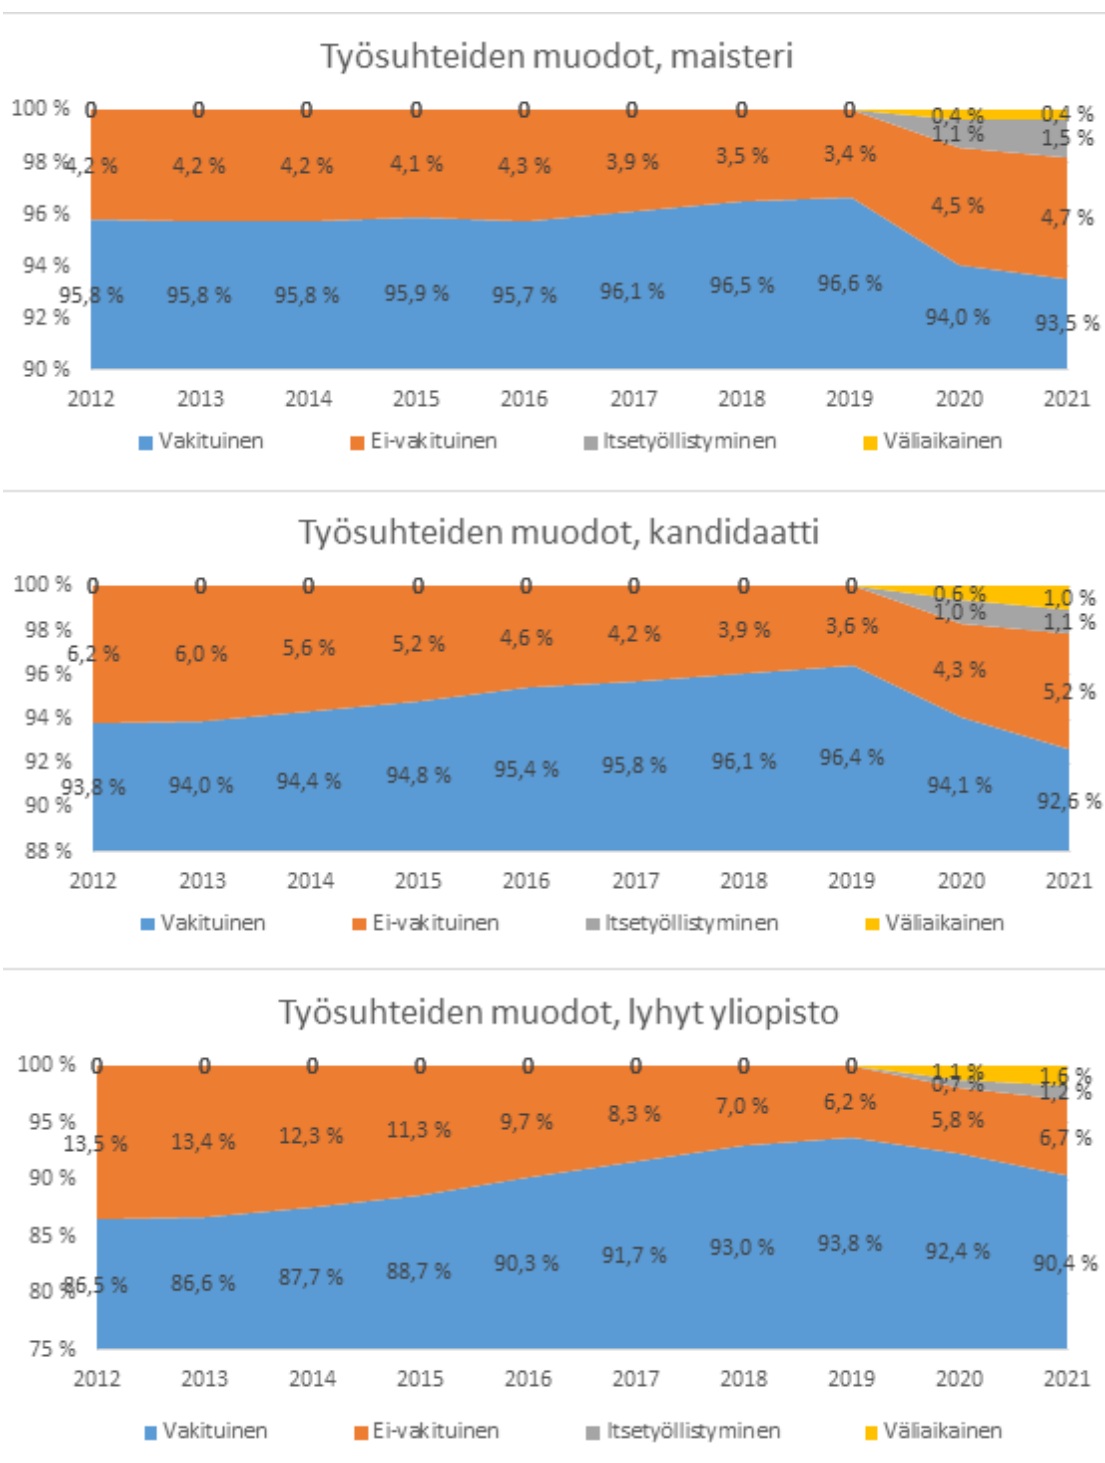 Työsuhteiden muodot, maisteri
100 % 0 0 0 0 0 0 0 0 0,4 % 0,4 %
1,1 % 1,5 %
98 % 4,2 % 4,2 % 4,2 % 4,1 % 4,3 % 3,9 % 3,5 % 3,4 %
96 % 4,5 % 4,7 %
94 %
95,8 % 95,8 % 95,8 % 95,9 % 95,7 % 96,1 % 96,5 % 96,6 %
92 % 94,0 % 93,5 %
90 %
2012 2013 2014 2015 2016 2017 2018 2019 2020 2021
Vakituinen Ei-vakituinen Itsetyöllistyminen Väliaikainen
Työsuhteiden muodot, kandidaatti
100 % 0 0 0 0 0 0 0 0 0,6 % 1,0 %
1,0 % 1,1 %
98 % 6,2 % 6,0 % 5,6 % 5,2 % 4,6 % 4,2 % 3,9 % 3,6 %
96 % 4,3 % 5,2 %
94 %
92 % 93,8 % 94,0 % 94,4 % 94,8 % 95,4 % 95,8 % 96,1 % 96,4 %
90 % 94,1 % 92,6 %
88 %
2012 2013 2014 2015 2016 2017 2018 2019 2020 2021
Vakituinen Ei-vakituinen Itsetyöllistyminen Väliaikainen
Työsuhteiden muodot, lyhyt yliopisto
100 % 0 0 0 0 0 0 0 0 1,1 % 1,6 %
0,7 % 1,2 %
95 % 13,5 % 13,4 % 12,3 % 11,3 % 9,7 % 8,3 % 7,0 % 6,2 % 5,8 % 6,7 %
90 %
85 %
80 % 86,5 % 86,6 % 87,7 % 88,7 % 90,3 % 91,7 % 93,0 % 93,8 % 92,4 % 90,4 %
75 %
2012 2013 2014 2015 2016 2017 2018 2019 2020 2021
Vakituinen Ei-vakituinen Itsetyöllistyminen Väliaikainen